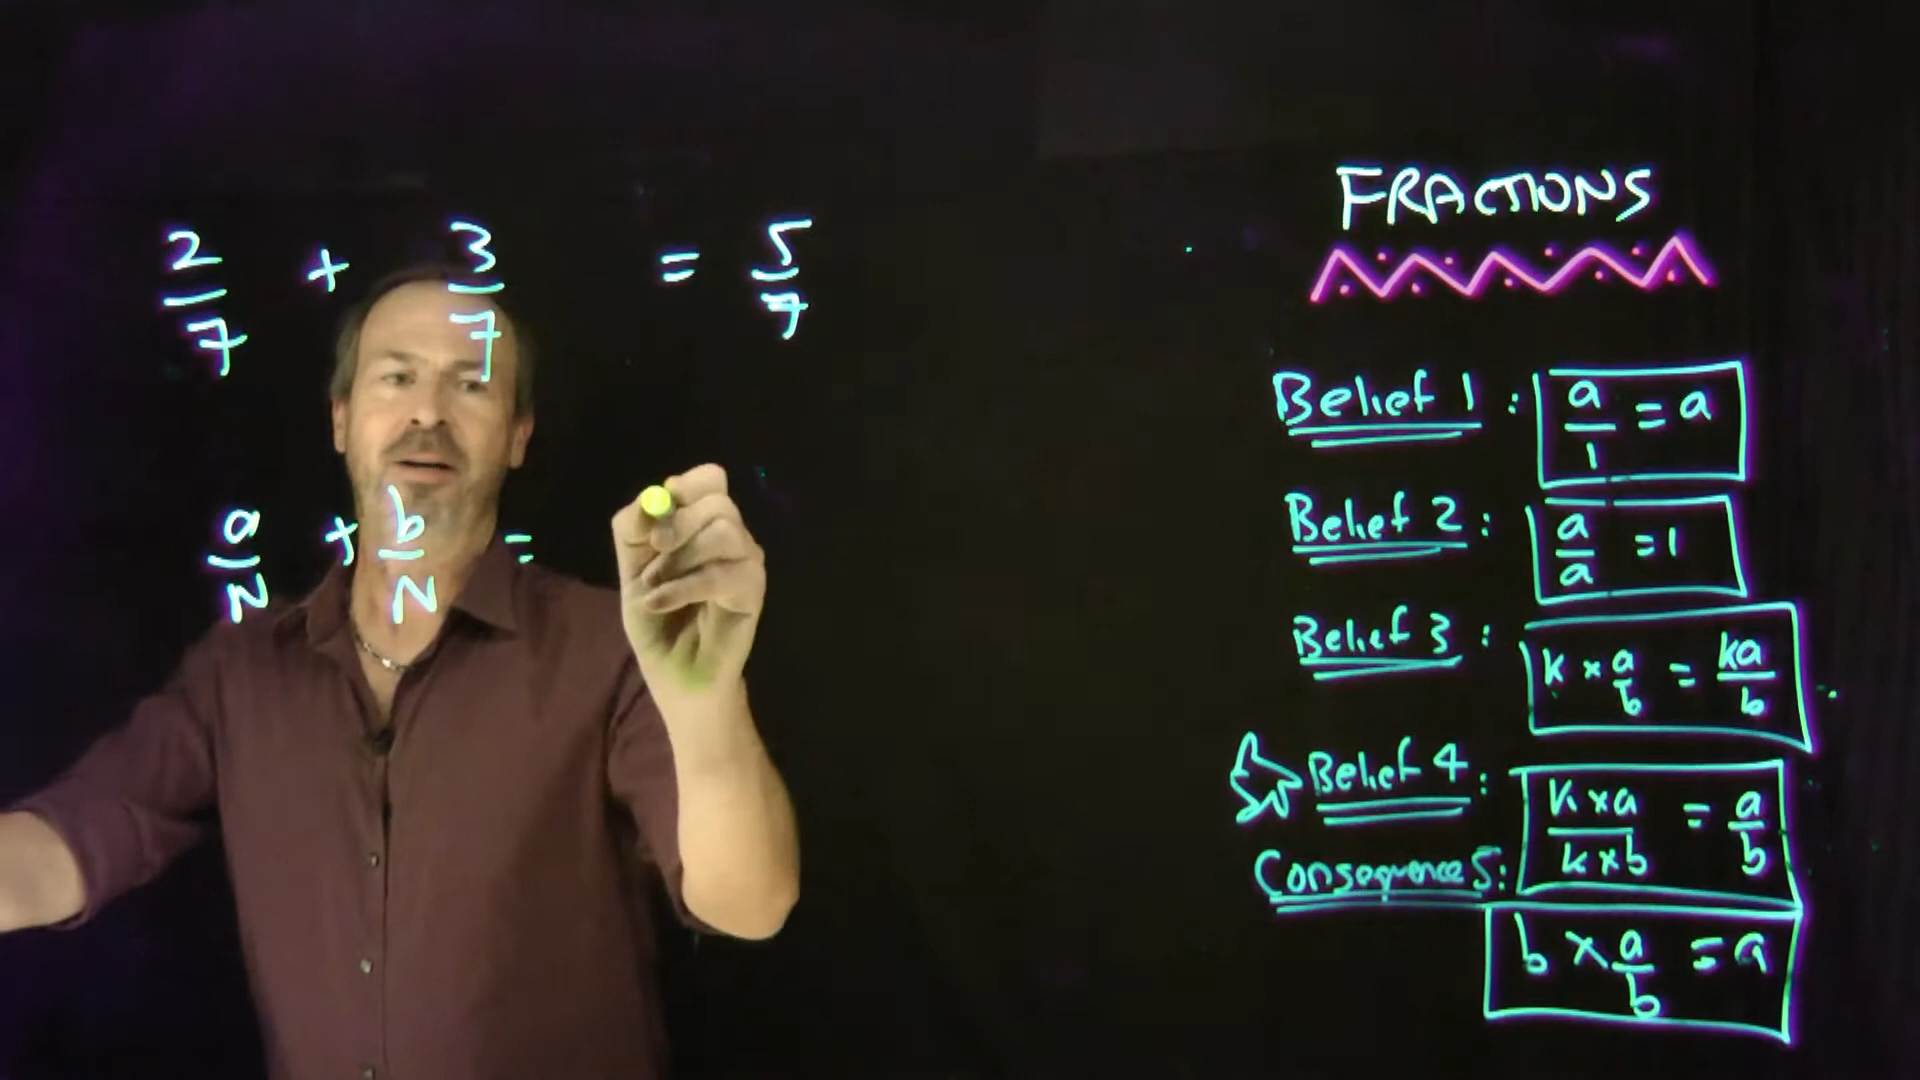 2/7 + 3/7 = 5/7
a/N + b/N =
FRACTIONS
Belief 1: a/1 = a
Belief 2: a/a = 1
Belief 3: k × a/b = ka/b
Belief 4: k × a/k × b = a/b
Consequence 5: b × a/b = a